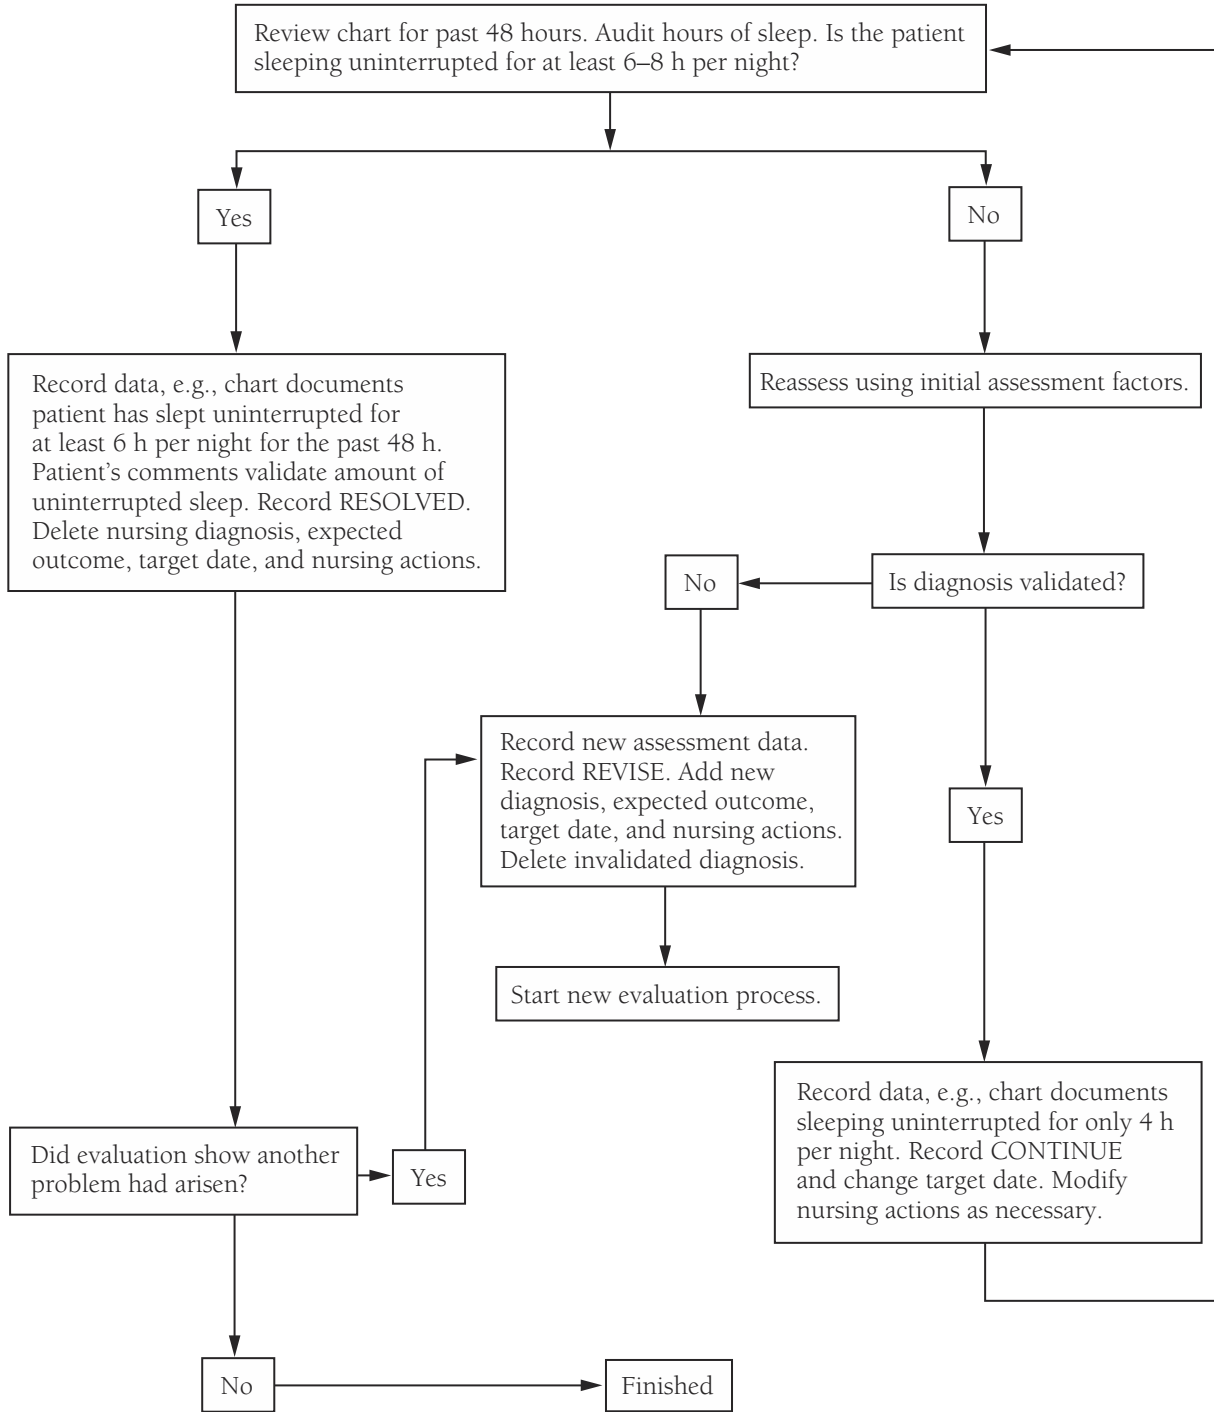 Review chart for past 48 hours. Audit hours of sleep. Is the patient
sleeping uninterrupted for at least 6–8 h per night?
Yes
No
Record data, e.g., chart documents
patient has slept uninterrupted for
at least 6 h per night for the past 48 h.
Patient’s comments validate amount of
uninterrupted sleep. Record RESOLVED.
Delete nursing diagnosis, expected
outcome, target date, and nursing actions.
Reassess using initial assessment factors.
No
Is diagnosis validated?
Record new assessment data.
Record REVISE. Add new
diagnosis, expected outcome,
target date, and nursing actions.
Delete invalidated diagnosis.
Yes
Start new evaluation process.
Record data, e.g., chart documents
sleeping uninterrupted for only 4 h
per night. Record CONTINUE
and change target date. Modify
nursing actions as necessary.
Did evaluation show another
problem had arisen?
Yes
No
Finished